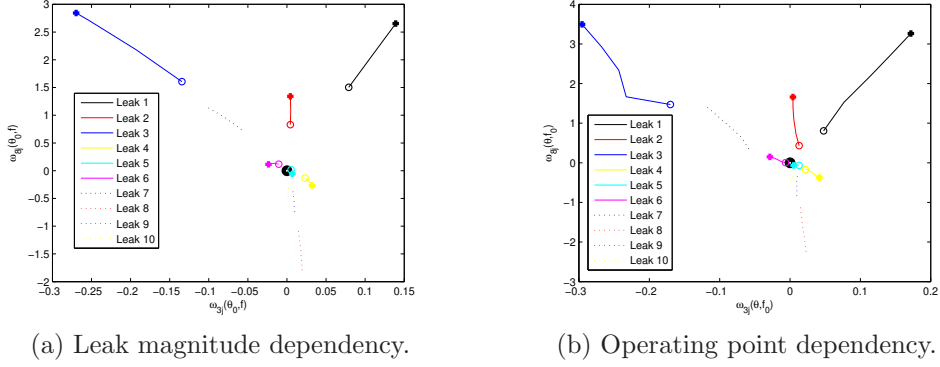 3
2.5
2
1.5
1
0.5
0
−0.5
−1
−1.5
−2
−0.3 −0.25 −0.2 −0.15 −0.1 −0.05 0 0.05 0.1 0.15
ω8j(θ0,f)
ω3j(θ0,f)
Leak 1
Leak 2
Leak 3
Leak 4
Leak 5
Leak 6
Leak 7
Leak 8
Leak 9
Leak 10
(a) Leak magnitude dependency.
4
3
2
1
0
−1
−2
−3
−0.3 −0.2 −0.1 0 0.1 0.2
ω8j(θ,f0)
ω3j(θ,f0)
Leak 1
Leak 2
Leak 3
Leak 4
Leak 5
Leak 6
Leak 7
Leak 8
Leak 9
Leak 10
(b) Operating point dependency.